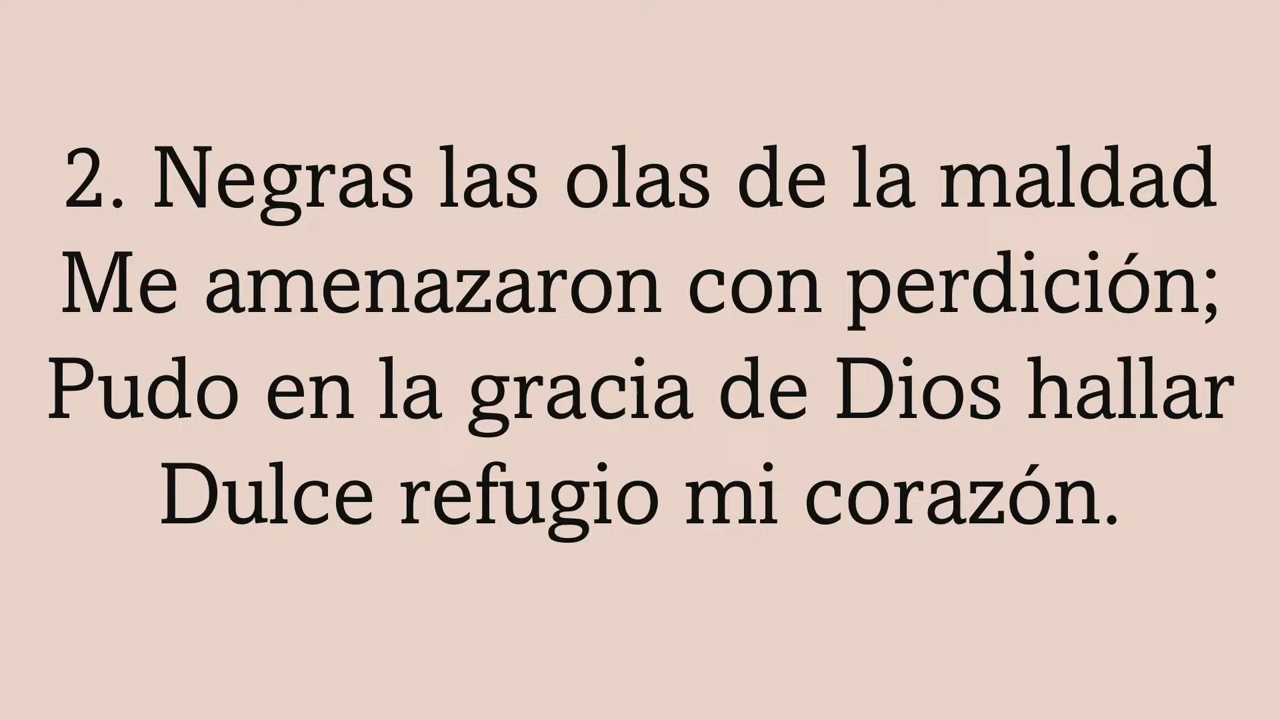 2. Negras las olas de la maldad
Me amenazaron con perdición;
Pudo en la gracia de Dios hallar
Dulce refugio mi corazón.